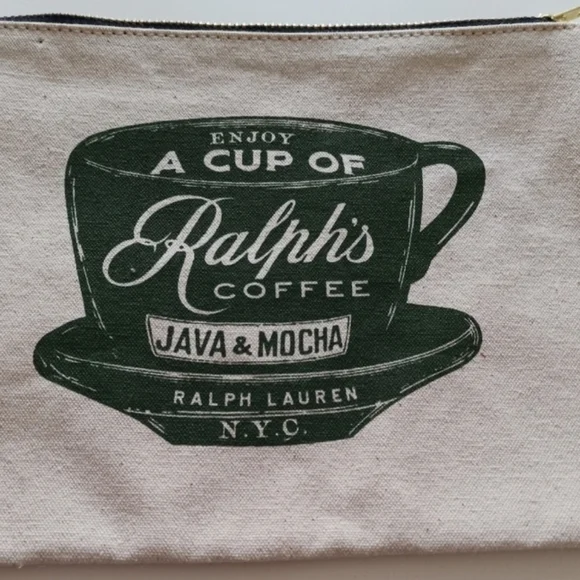 ENJOY
A CUP OF
Ralph's
COFFEE
JAVA & MOCHA
RALPH LAUREN
N.Y.C.